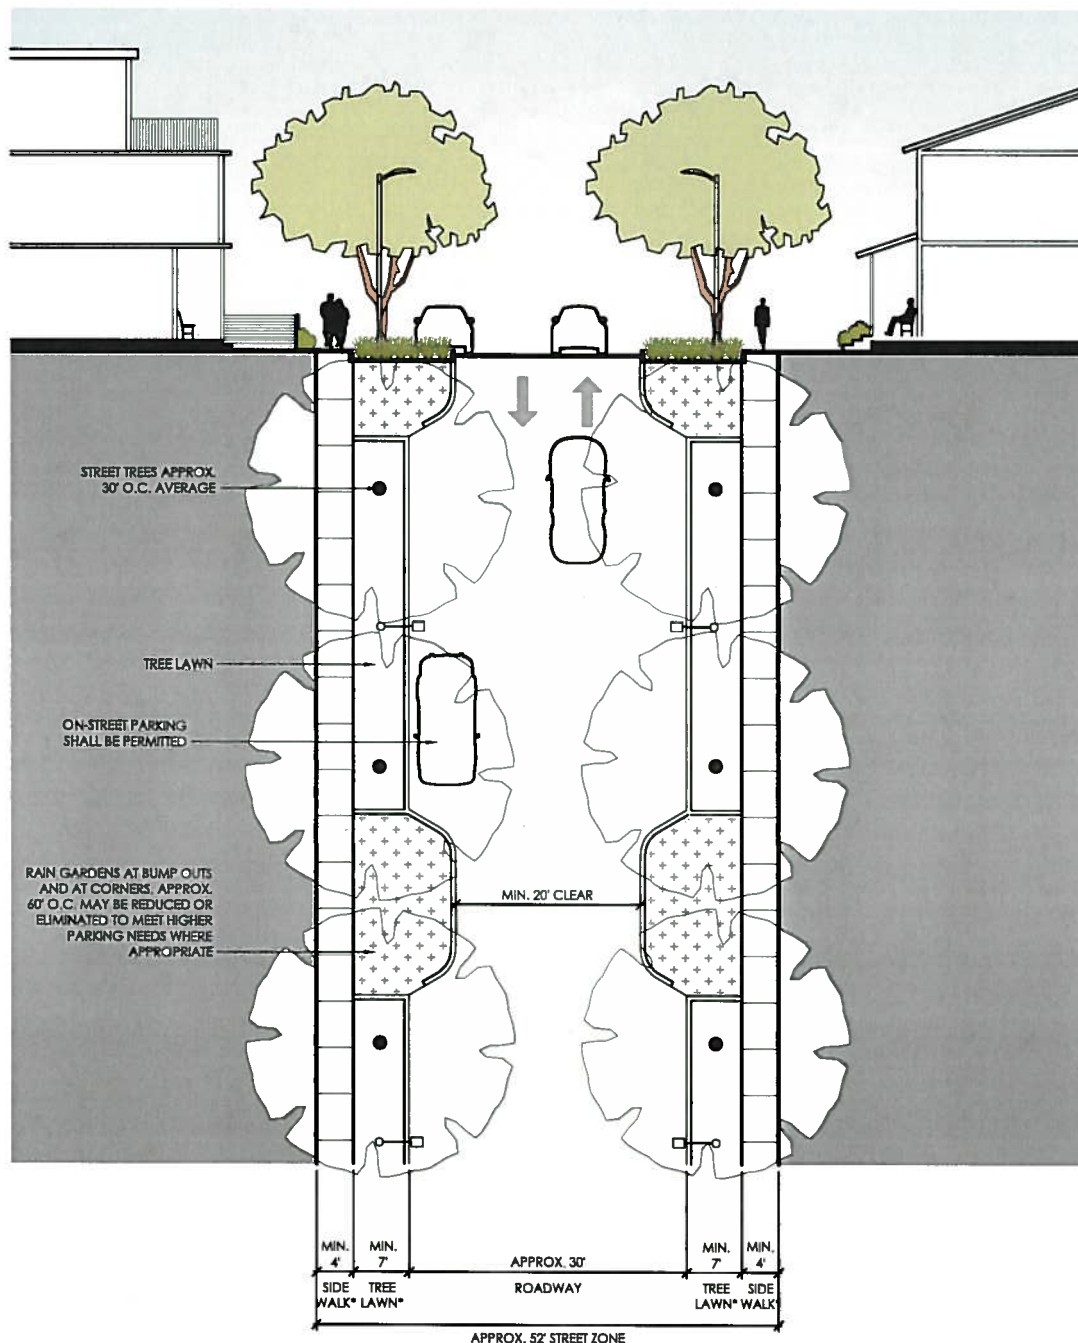 STREET TREES APPROX.
30' O.C. AVERAGE
TREE LAWN
ON-STREET PARKING
SHALL BE PERMITTED
RAIN GARDENS AT BUMP OUTS
AND AT CORNERS, APPROX.
60' O.C. MAY BE REDUCED OR
ELIMINATED TO MEET HIGHER
PARKING NEEDS WHERE
APPROPRIATE
MIN. 20' CLEAR
MIN.
4'
SIDE
WALK*
MIN.
7'
TREE
LAWN*
APPROX. 30'
ROADWAY
MIN.
7'
TREE
LAWN*
MIN.
4'
SIDE
WALK*
APPROX. 52' STREET ZONE